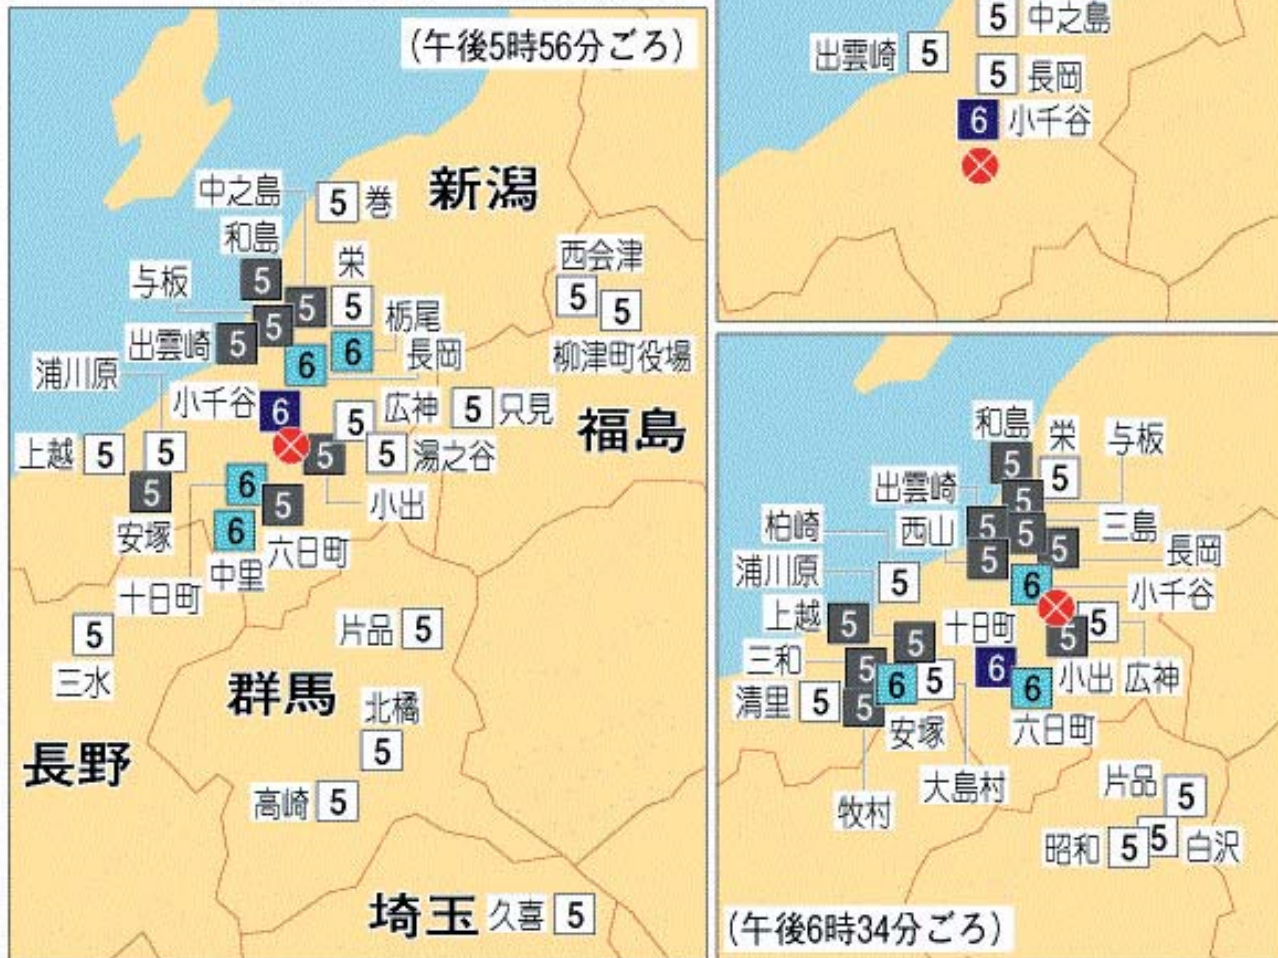 (午後5時56分ごろ)
中之島
5 巻
新潟
和島
5
栄
5
与板
5
5
西会津
5
5
柳津町役場
栃尾
6
長岡
6
出雲崎 5
浦川原
5
小千谷
6
広神
5
5 只見
福島
上越 5
5 湯之谷
5
小出
5
安塚
6
十日町
6
中里
5
六日町
5
三水
片品 5
群馬
北橘
5
長野
高崎 5
埼玉
久喜 5
5 中之島
出雲崎 5
5 長岡
6 小千谷
和島
5
栄
5
与板
5
出雲崎
5
三島
5
柏崎
5
西山
5
5
長岡
浦川原
5
6
小千谷
上越 5
十日町
6
5
5
小出 広神
三和
5
清里 5
5
6
安塚
5
大島村
6
六日町
牧村
片品
5
昭和 5
5 白沢
(午後6時34分ごろ)